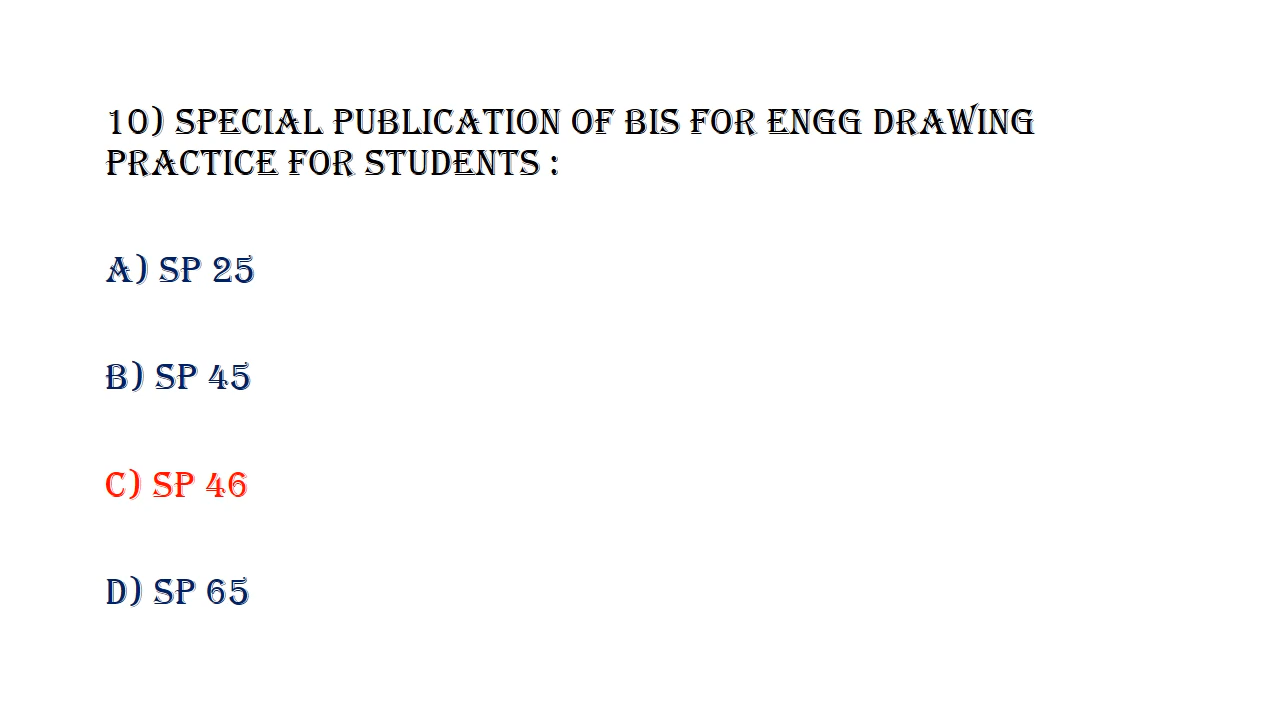 10) SPECIAL PUBLICATION OF BIS FOR ENGG DRAWING
PRACTICE FOR STUDENTS :
A) SP 25
B) SP 45
C) SP 46
D) SP 65